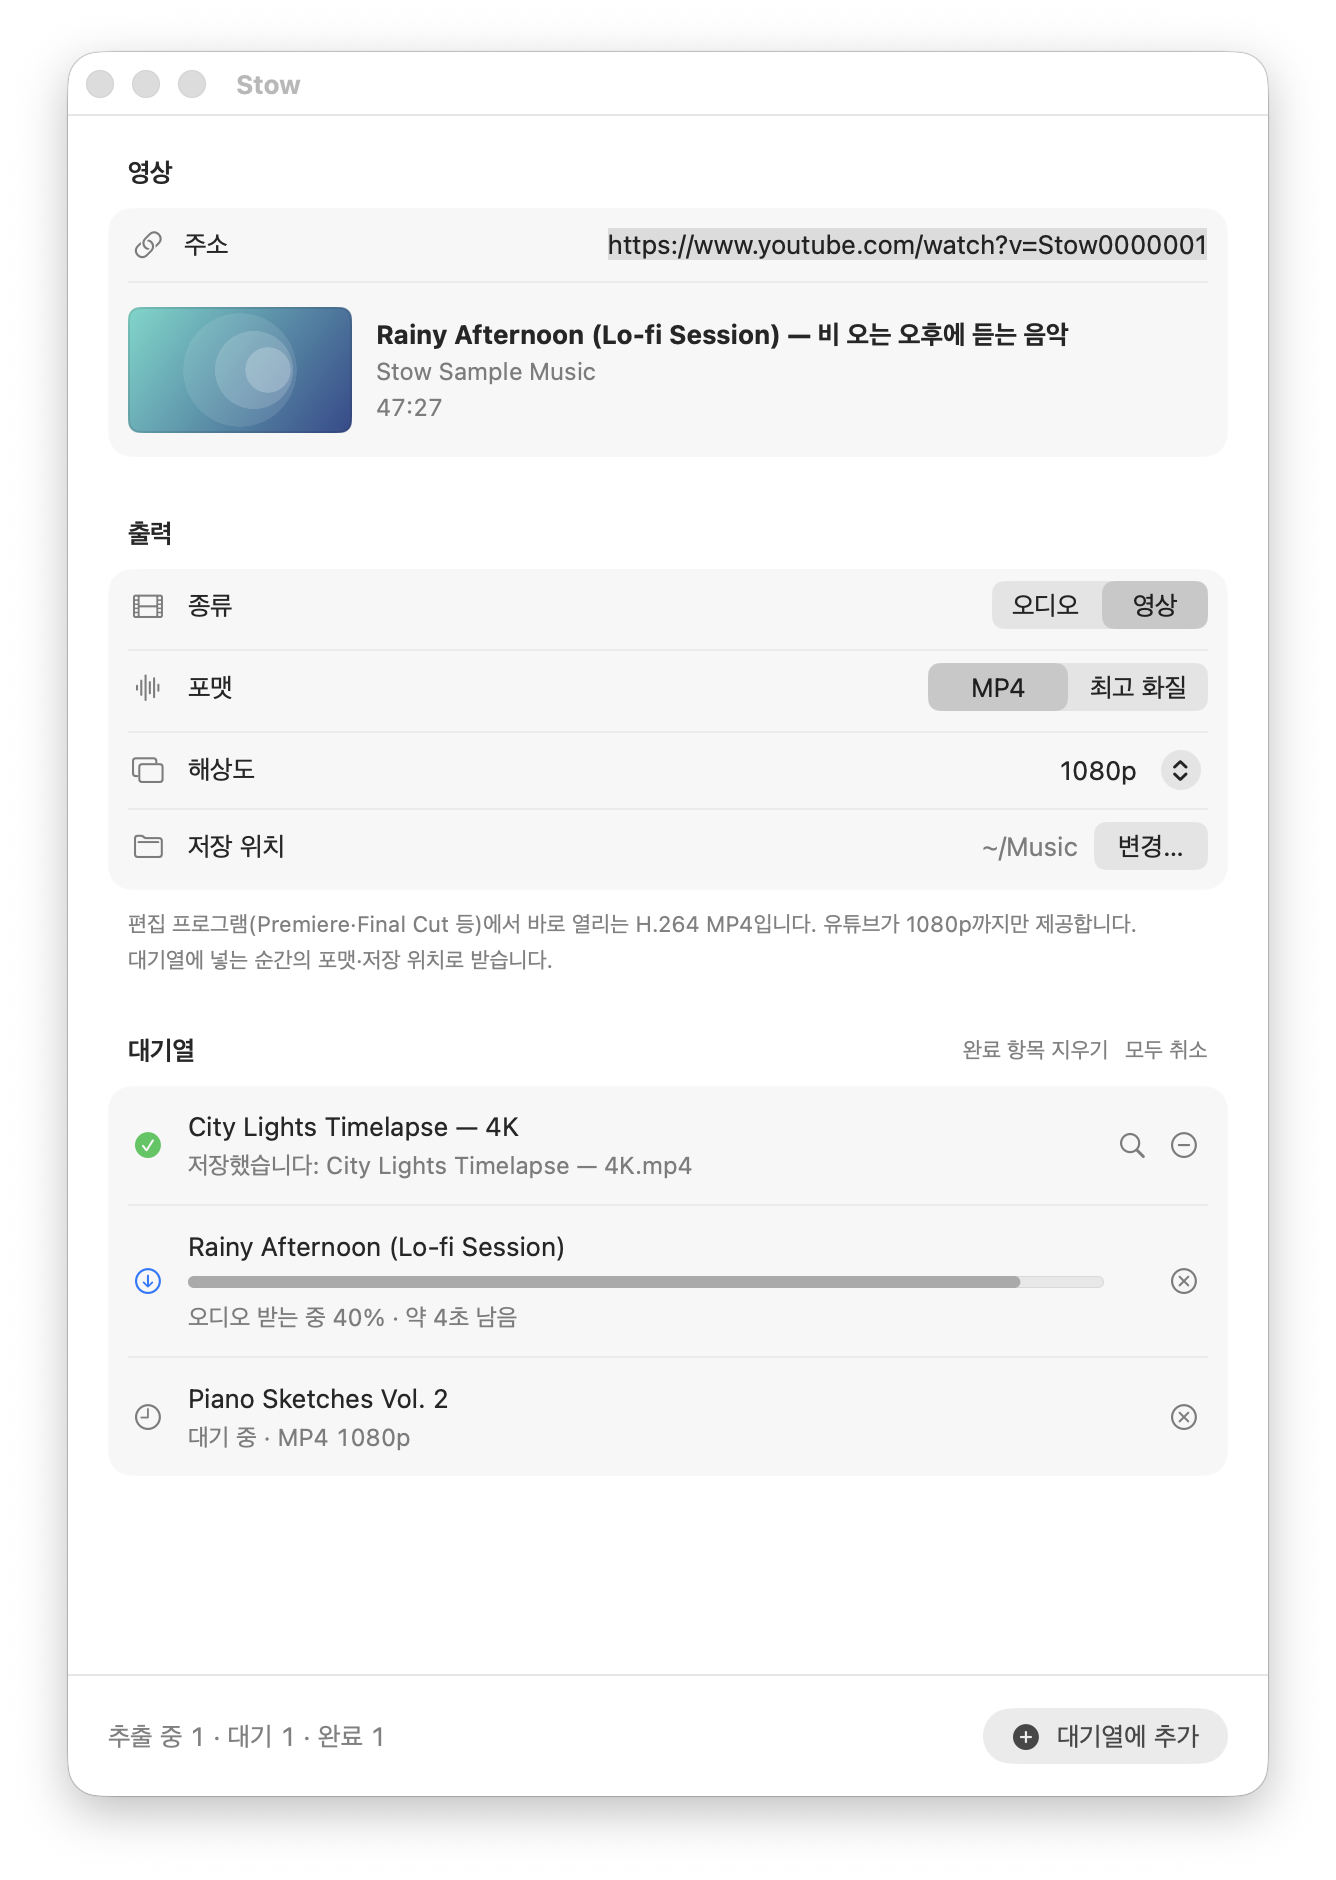 Stow
영상
주소 https://www.youtube.com/watch?v=Stow0000001
Rainy Afternoon (Lo-fi Session) — 비 오는 오후에 듣는 음악
Stow Sample Music
47:27
출력
종류 오디오 영상
포맷 MP4 최고 화질
해상도 1080p
저장 위치 ~/Music 변경...
편집 프로그램(Premiere·Final Cut 등)에서 바로 열리는 H.264 MP4입니다. 유튜브가 1080p까지만 제공합니다.
대기열에 넣는 순간의 포맷·저장 위치로 받습니다.
대기열 완료 항목 지우기 모두 취소
City Lights Timelapse — 4K
저장했습니다: City Lights Timelapse — 4K.mp4
Rainy Afternoon (Lo-fi Session)
오디오 받는 중 40% · 약 4초 남음
Piano Sketches Vol. 2
대기 중 · MP4 1080p
추출 중 1 · 대기 1 · 완료 1 대기열에 추가